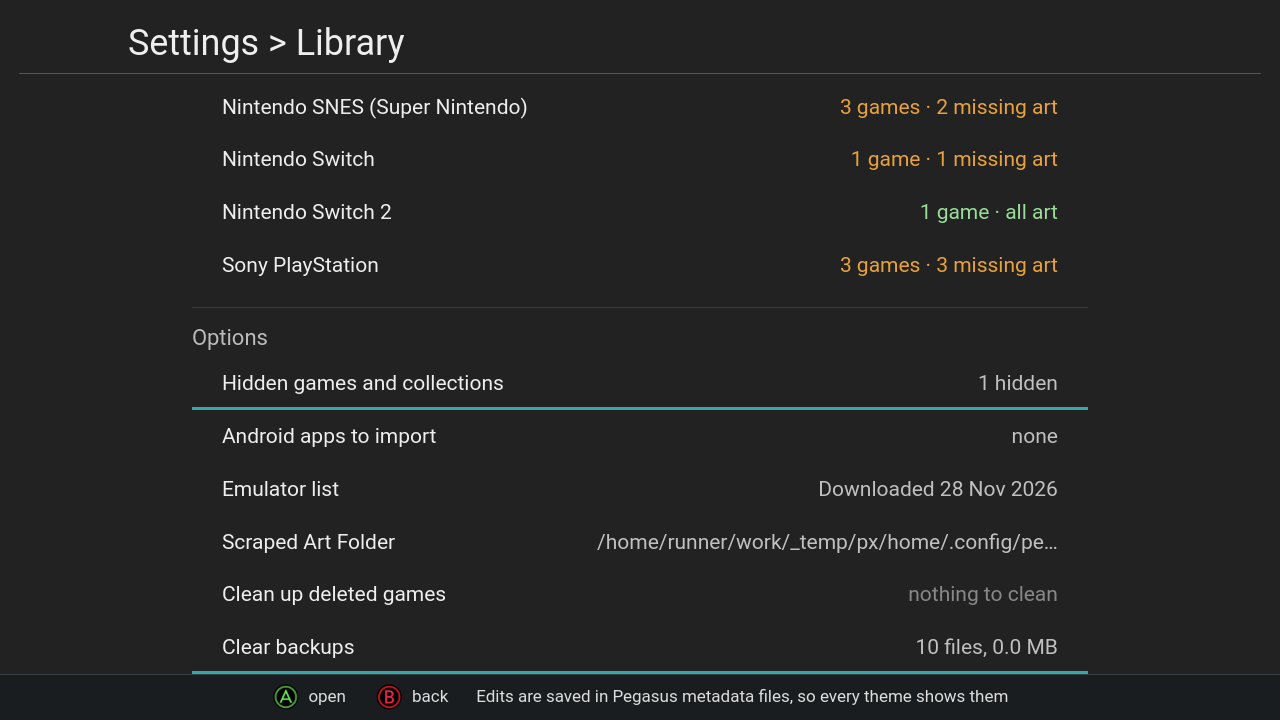 Settings > Library
Nintendo SNES (Super Nintendo) 3 games · 2 missing art
Nintendo Switch 1 game · 1 missing art
Nintendo Switch 2 1 game · all art
Sony PlayStation 3 games · 3 missing art
Options
Hidden games and collections 1 hidden
Android apps to import none
Emulator list Downloaded 28 Nov 2026
Scraped Art Folder /home/runner/work/_temp/px/home/.config/pe…
Clean up deleted games nothing to clean
Clear backups 10 files, 0.0 MB
A open B back Edits are saved in Pegasus metadata files, so every theme shows them